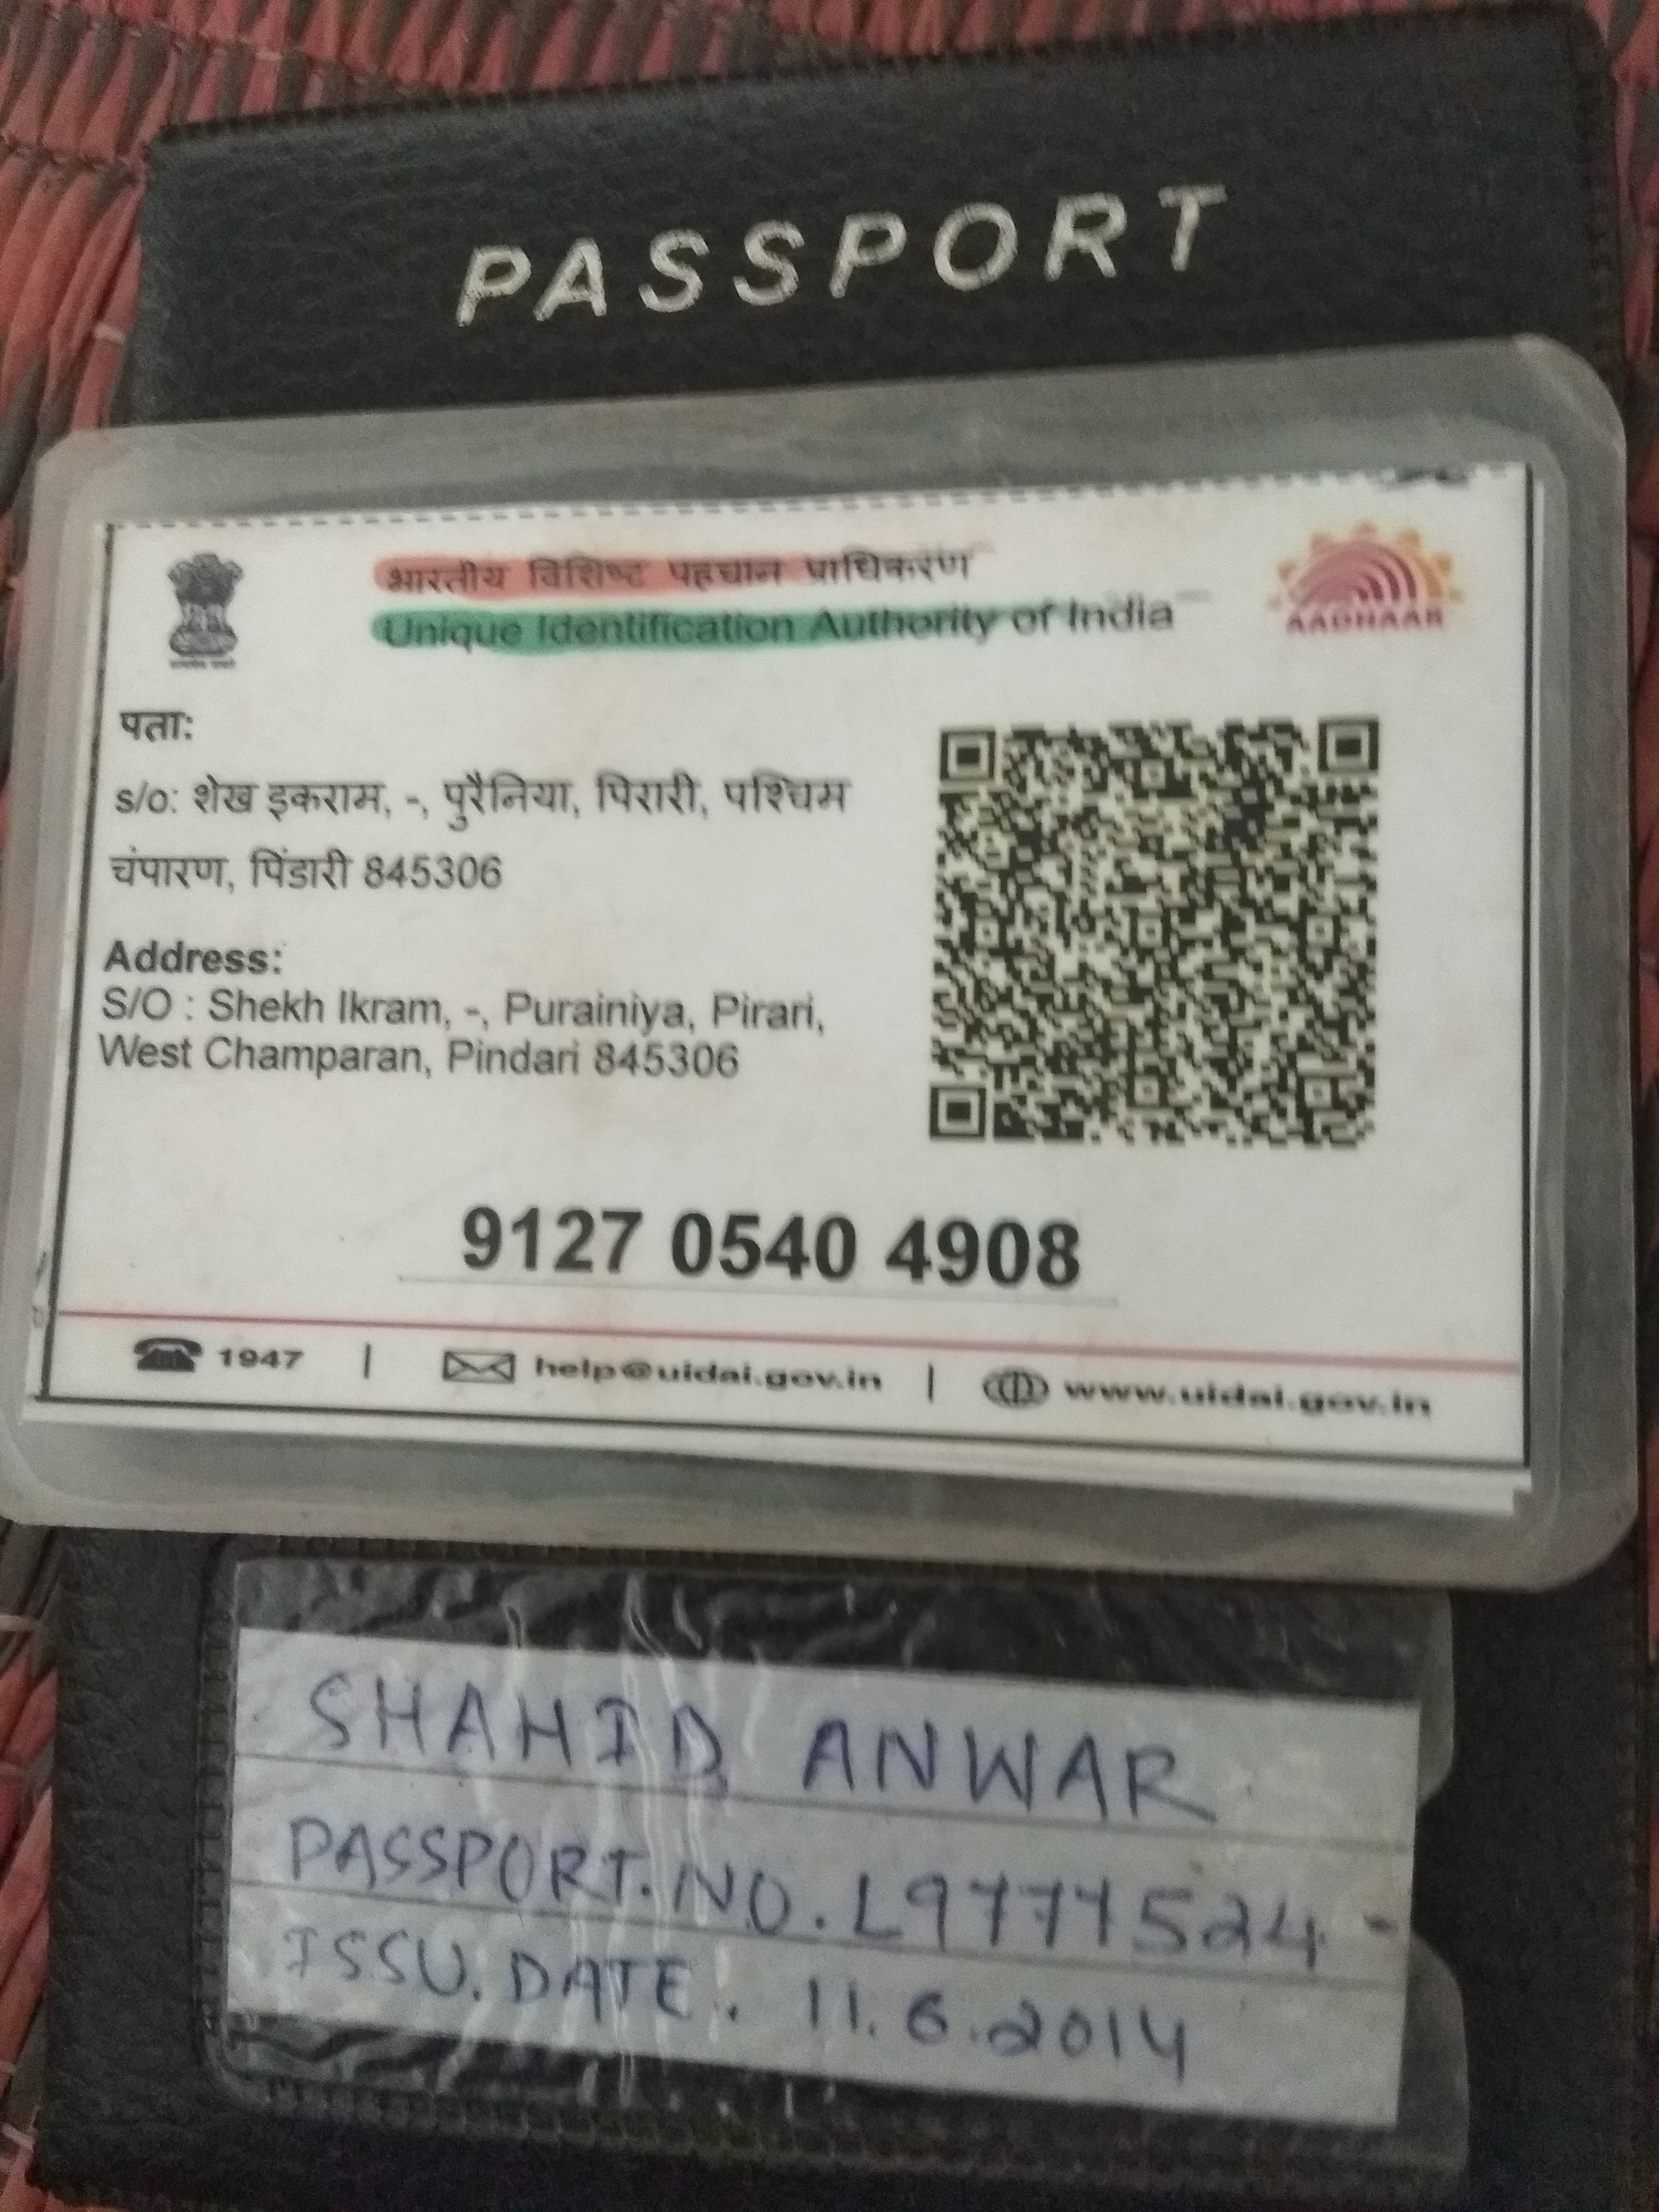 PASSPORT
भारतीय विशिष्ट पहचान प्राधिकरण
Unique Identification Authority of India
AADHAAR
पता:
s/o: शेख इकराम, -, पुरैनिया, पिरारी, पश्चिम
चंपारण, पिंडारी 845306
Address:
S/O : Shekh Ikram, -, Purainiya, Pirari,
West Champaran, Pindari 845306
9127 0540 4908
1947 | help@uidai.gov.in | www.uidai.gov.in
SHAHID ANWAR
PASSPORT. NO. L9777524-
ISSU. DATE. 11.6.2014